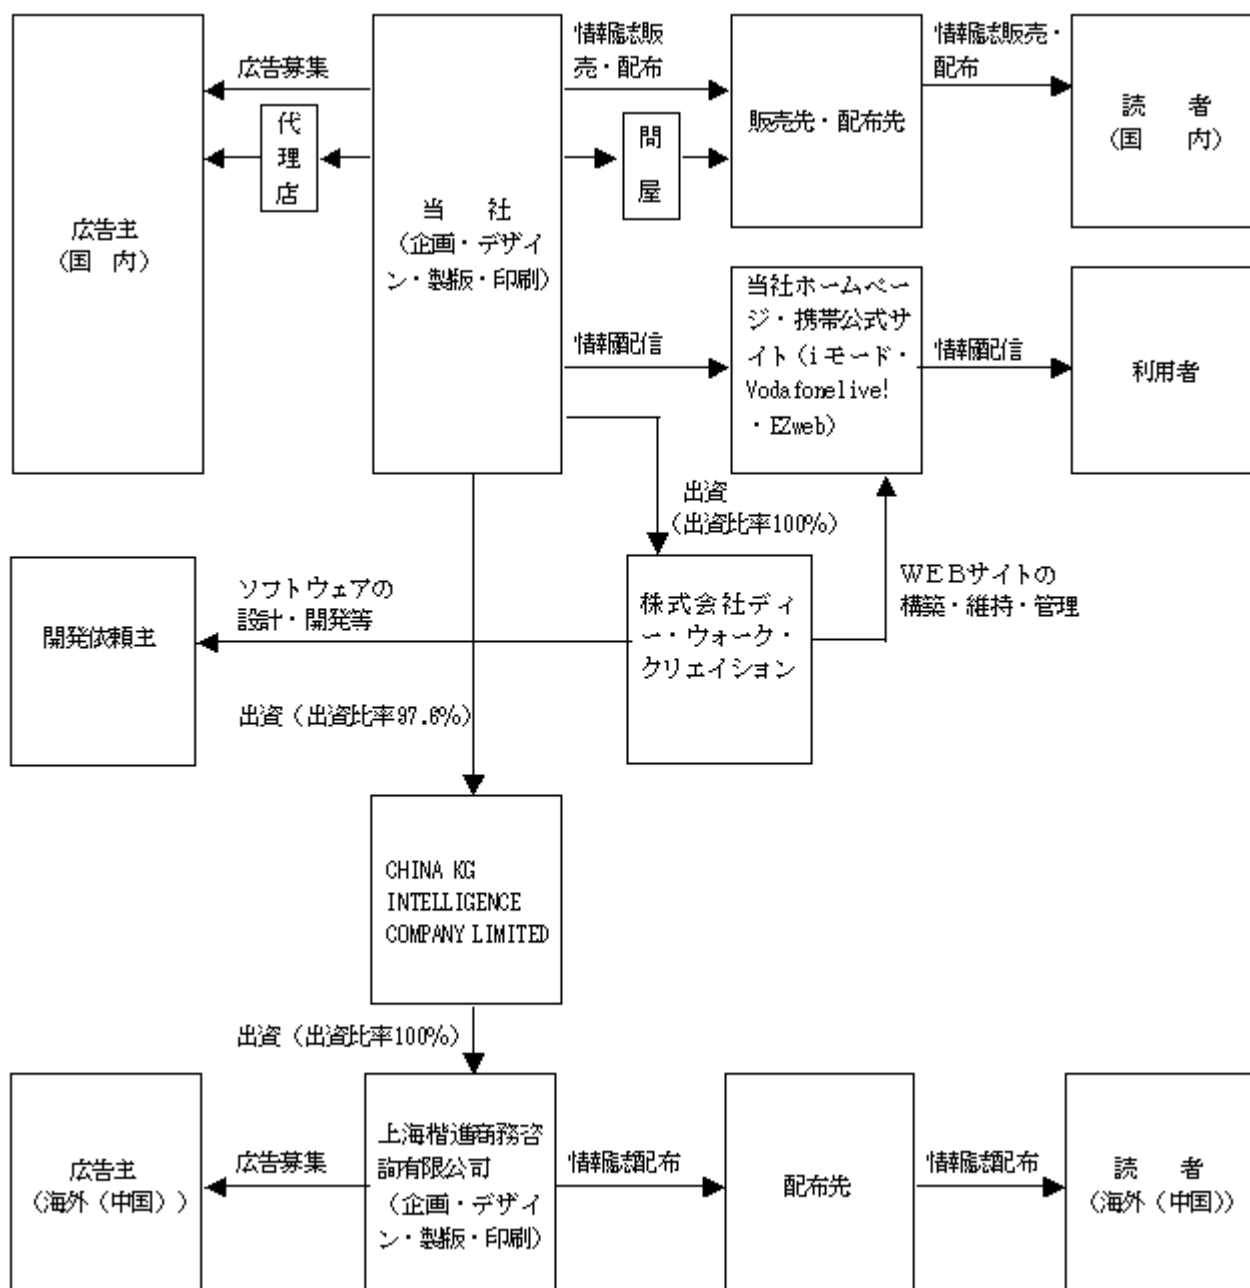 広告募集
代
理
店
広告主
（国　内）
当　社
（企画・デザイ
ン・製版・印刷）
情報誌販
売・配布
問
屋
販売先・配布先
情報誌販売・
配布
読　者
（国　内）
情報配信
当社ホームペー
ジ・携帯公式サ
イト（iモード・
Vodafonelive!
・EZweb）
情報配信
利用者
出資
（出資比率100%）
開発依頼主
ソフトウェアの
設計・開発等
株式会社ディ
ー・ウォーク・
クリエイション
WEBサイトの
構築・維持・管理
出資（出資比率97.6%）
CHINA KG
INTELLIGENCE
COMPANY LIMITED
出資（出資比率100%）
広告主
（海外（中国））
広告募集
上海楷進商務咨
詢有限公司
（企画・デザイ
ン・製版・印刷）
情報誌配布
配布先
情報誌配布
読　者
（海外（中国））